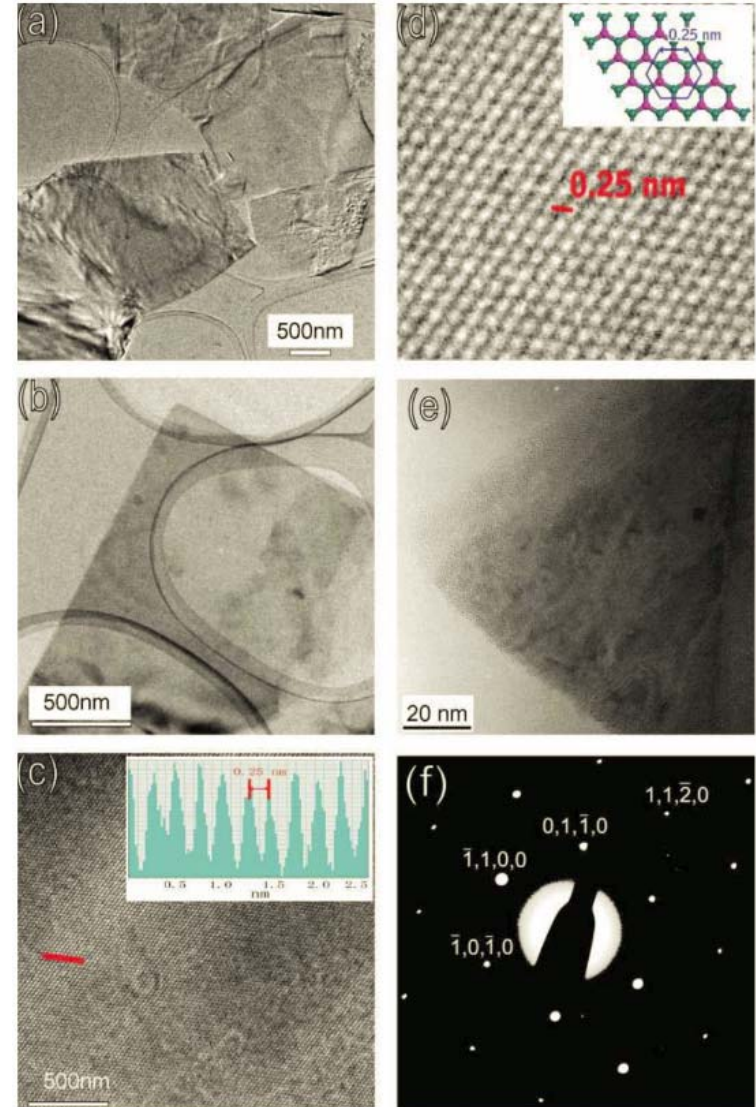 (a)
500nm
(b)
500nm
(c)
0.25 nm
0.5 1.0 1.5 2.0 2.5
nm
500nm
(d)
0.25 nm
0.25 nm
(e)
20 nm
(f)
1,1,2̅,0
0,1,1̅,0
1̅,1,0,0
1̅,0,1̅,0